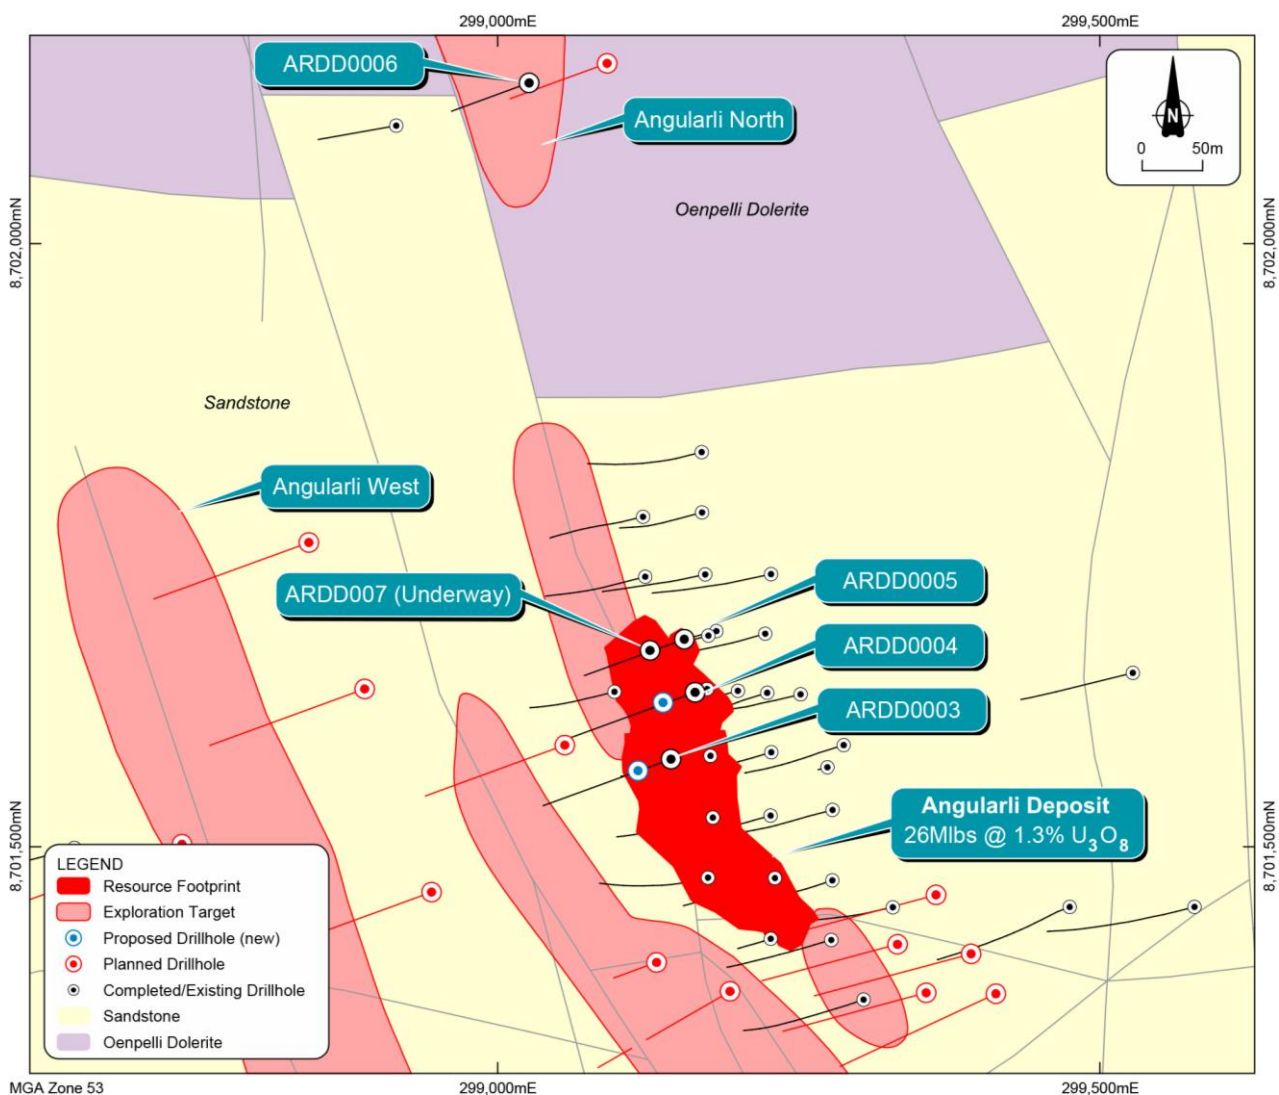 299,000mE
299,500mE
ARDD0006
Angularli North
N
0 50m
Oenpelli Dolerite
8,702,000mN
8,702,000mN
Sandstone
Angularli West
ARDD007 (Underway)
ARDD0005
ARDD0004
ARDD0003
Angularli Deposit
26Mlbs @ 1.3% U₃O₈
8,701,500mN
8,701,500mN
LEGEND
Resource Footprint
Exploration Target
Proposed Drillhole (new)
Planned Drillhole
Completed/Existing Drillhole
Sandstone
Oenpelli Dolerite
MGA Zone 53
299,000mE
299,500mE